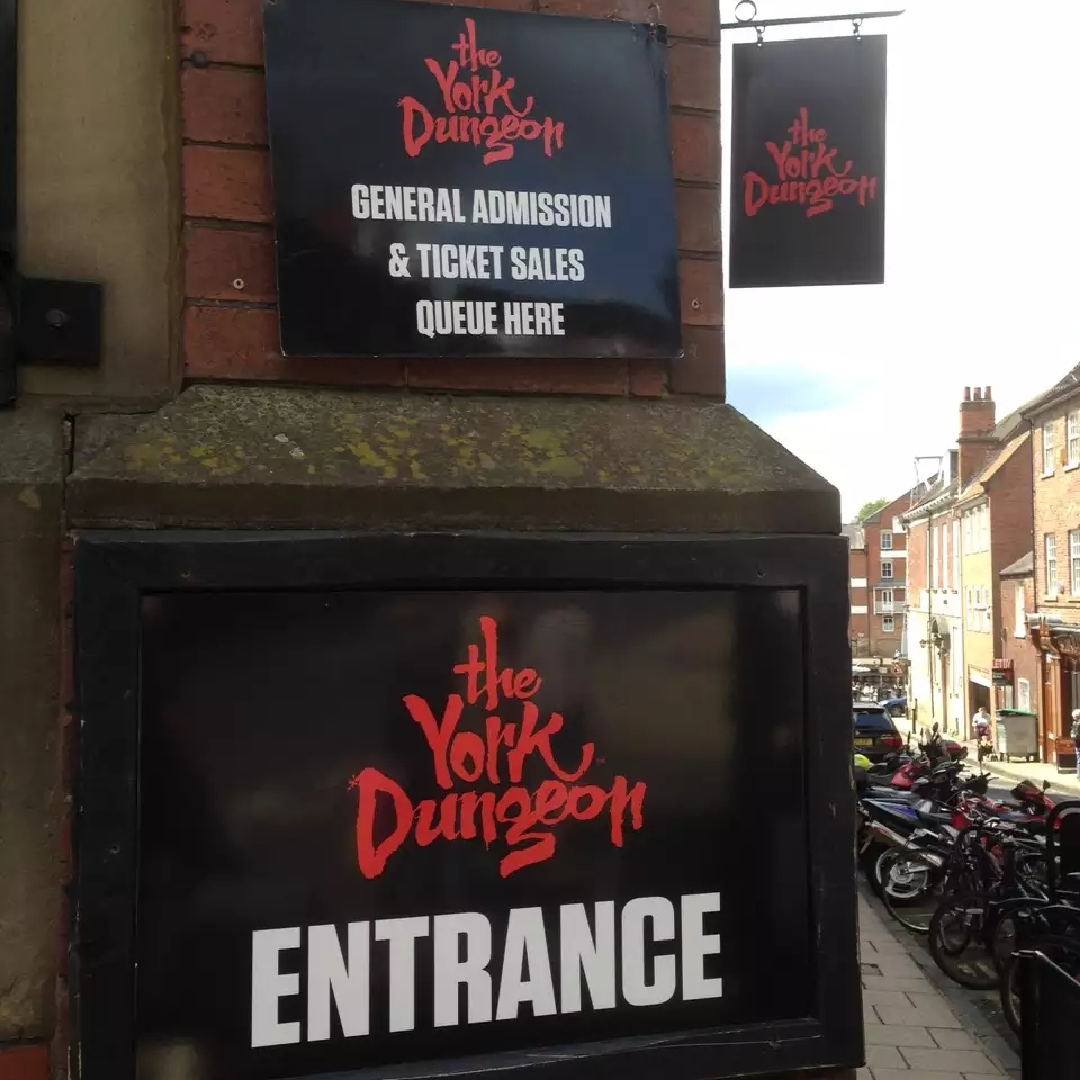 the
York
Dungeon
GENERAL ADMISSION
& TICKET SALES
QUEUE HERE
the
York
Dungeon
the
York
Dungeon
ENTRANCE